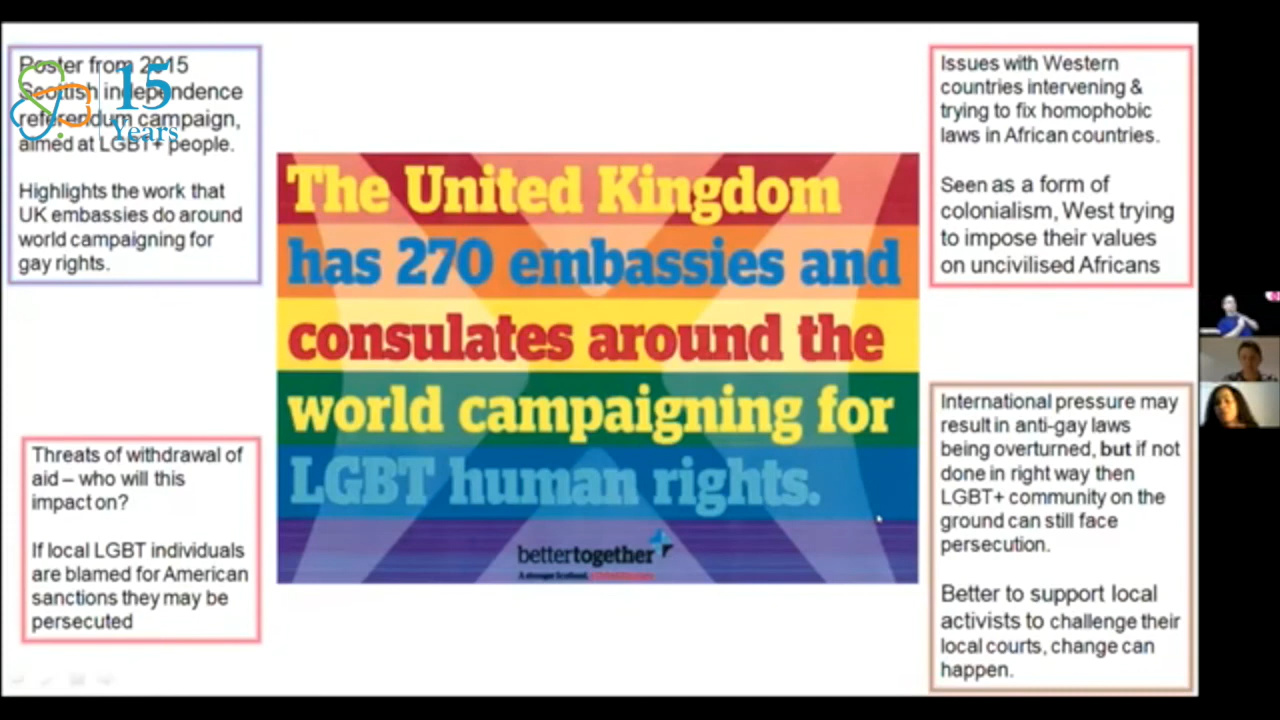 Poster from 2015
Scottish independence
referendum campaign,
aimed at LGBT+ people.
Highlights the work that
UK embassies do around
world campaigning for
gay rights.
15
Years
Threats of withdrawal of
aid – who will this
impact on?
If local LGBT individuals
are blamed for American
sanctions they may be
persecuted
The United Kingdom
has 270 embassies and
consulates around the
world campaigning for
LGBT human rights.
bettertogether
A stronger Scotland,
Issues with Western
countries intervening &
trying to fix homophobic
laws in African countries.
Seen as a form of
colonialism, West trying
to impose their values
on uncivilised Africans
International pressure may
result in anti-gay laws
being overturned, but if not
done in right way then
LGBT+ community on the
ground can still face
persecution.
Better to support local
activists to challenge their
local courts, change can
happen.